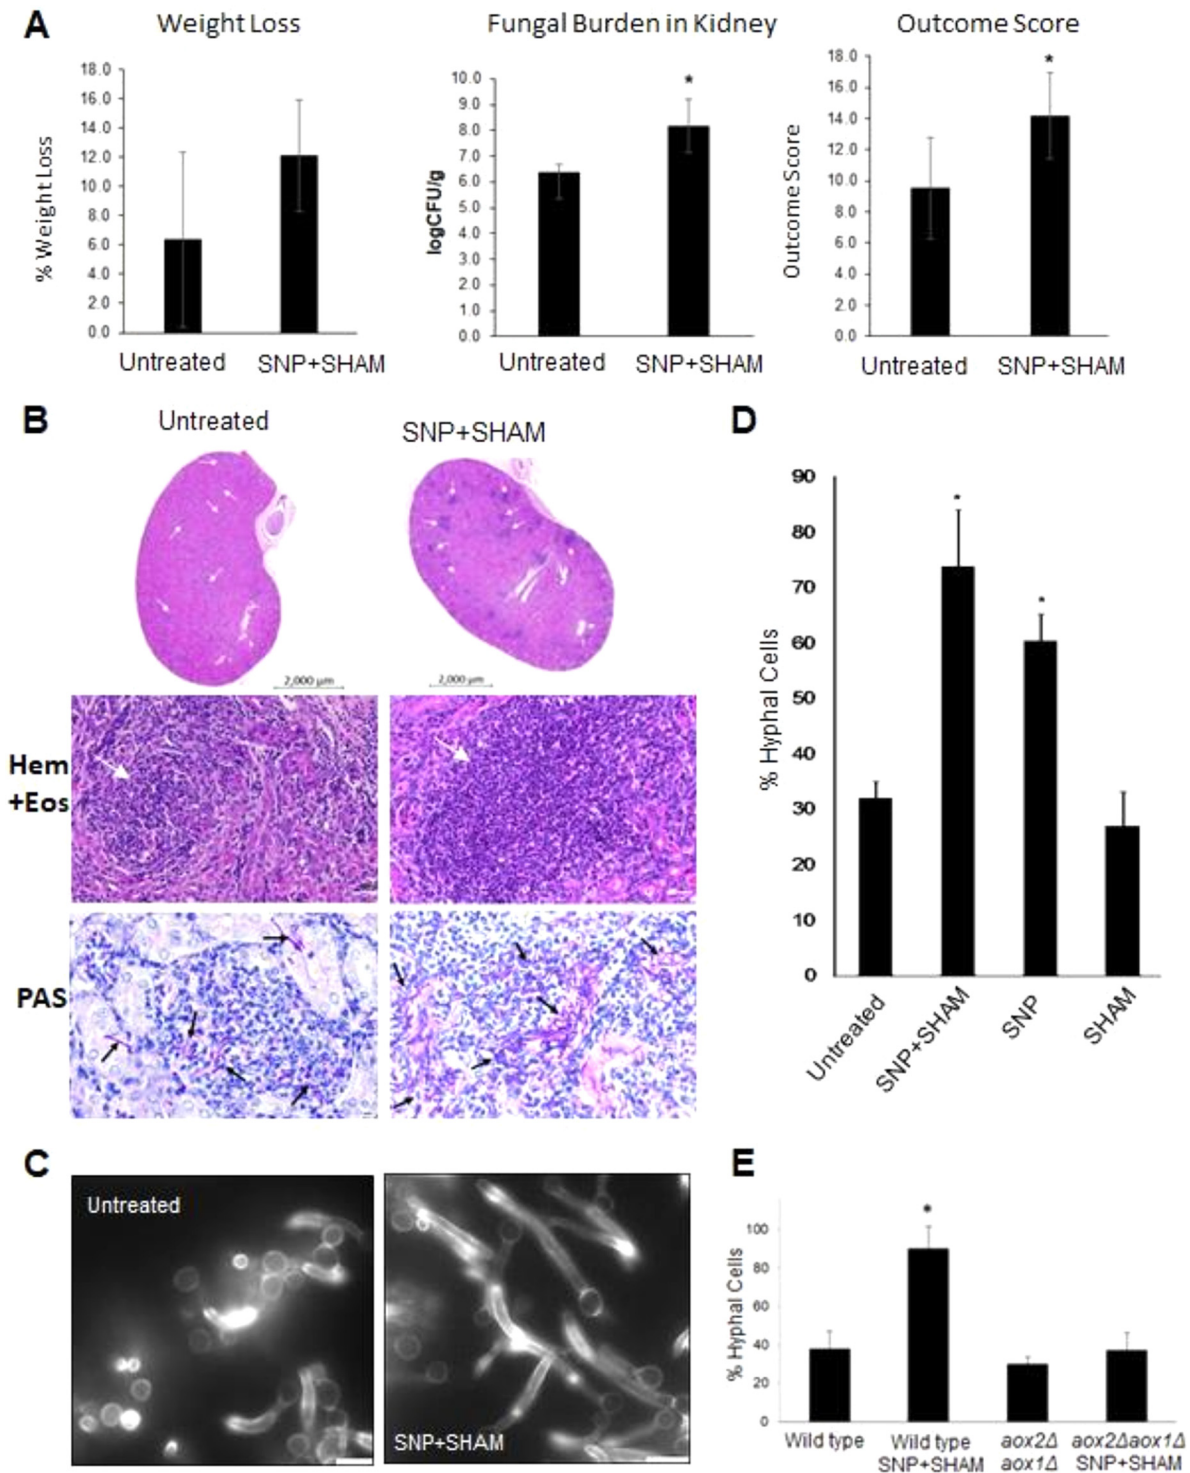 A
Weight Loss
Fungal Burden in Kidney
Outcome Score
% Weight Loss
18.0
16.0
14.0
12.0
10.0
8.0
6.0
4.0
2.0
0.0
Untreated
SNP+SHAM
logCFU/g
10.0
9.0
8.0
7.0
6.0
5.0
4.0
3.0
2.0
1.0
0.0
*
Untreated
SNP+SHAM
Outcome Score
18.0
16.0
14.0
12.0
10.0
8.0
6.0
4.0
2.0
0.0
*
Untreated
SNP+SHAM
B
Untreated
SNP+SHAM
2,000 µm
2,000 µm
Hem
+Eos
PAS
D
% Hyphal Cells
90
80
70
60
50
40
30
20
10
0
*
*
Untreated
SNP+SHAM
SNP
SHAM
C
Untreated
SNP+SHAM
E
% Hyphal Cells
100
80
60
40
20
0
*
Wild type
Wild type
SNP+SHAM
aox2Δ
aox1Δ
aox2Δaox1Δ
SNP+SHAM